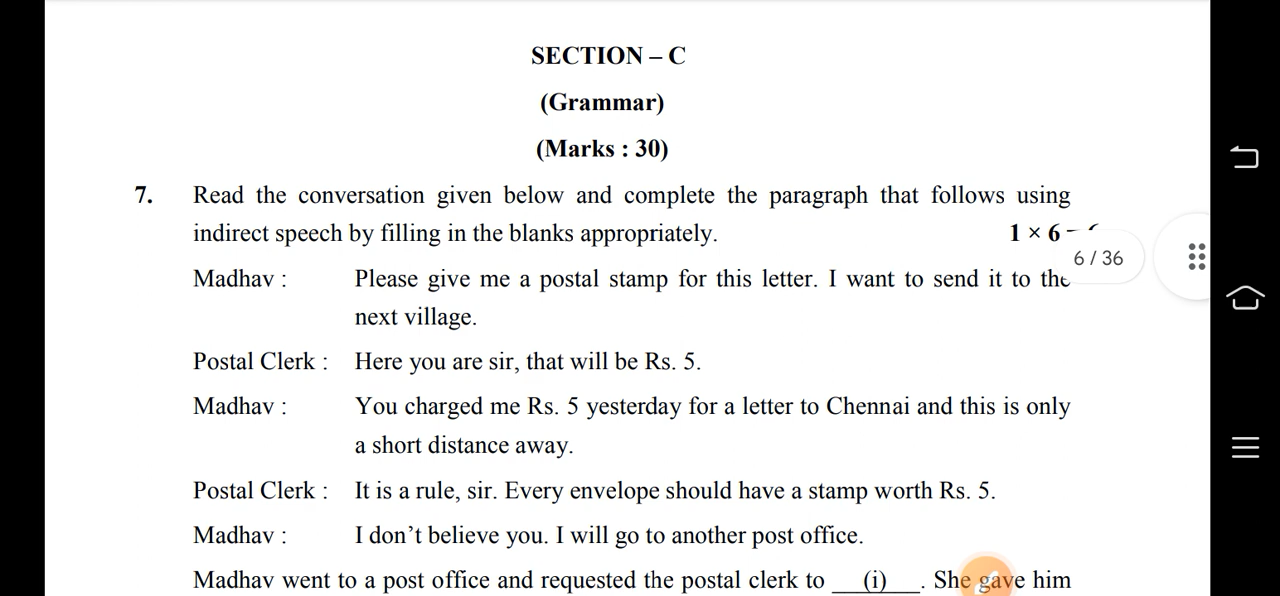 SECTION – C
(Grammar)
(Marks : 30)
7. Read the conversation given below and complete the paragraph that follows using
indirect speech by filling in the blanks appropriately. 1 × 6
6 / 36
Madhav : Please give me a postal stamp for this letter. I want to send it to the
next village.
Postal Clerk : Here you are sir, that will be Rs. 5.
Madhav : You charged me Rs. 5 yesterday for a letter to Chennai and this is only
a short distance away.
Postal Clerk : It is a rule, sir. Every envelope should have a stamp worth Rs. 5.
Madhav : I don’t believe you. I will go to another post office.
Madhav went to a post office and requested the postal clerk to __(i)__. She gave him